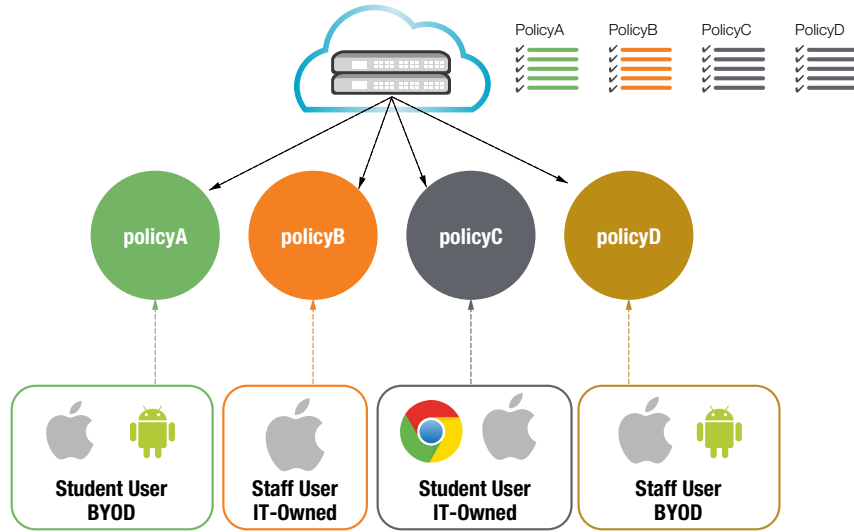 PolicyA PolicyB PolicyC PolicyD
policyA policyB policyC policyD
Student User Staff User Student User Staff User
BYOD IT-Owned IT-Owned BYOD